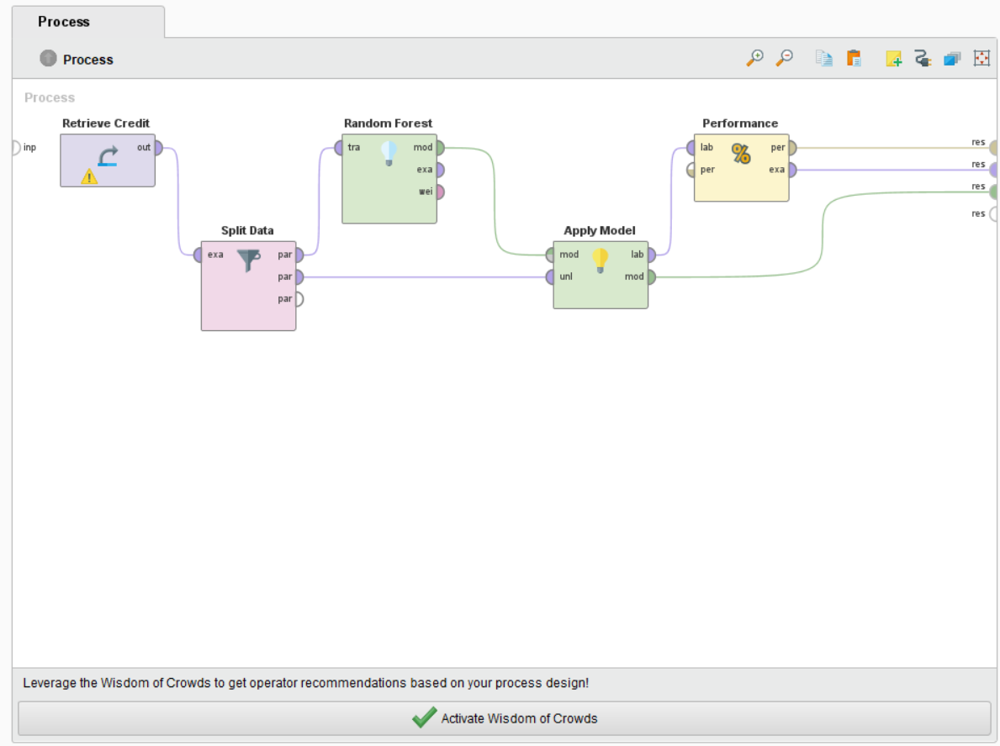 Process
Process
Process
Retrieve Credit
Random Forest
Performance
inp
out
tra
mod
exa
wei
lab
per
per
exa
res
res
res
res
Split Data
Apply Model
exa
par
par
par
mod
lab
unl
mod
Leverage the Wisdom of Crowds to get operator recommendations based on your process design!
Activate Wisdom of Crowds